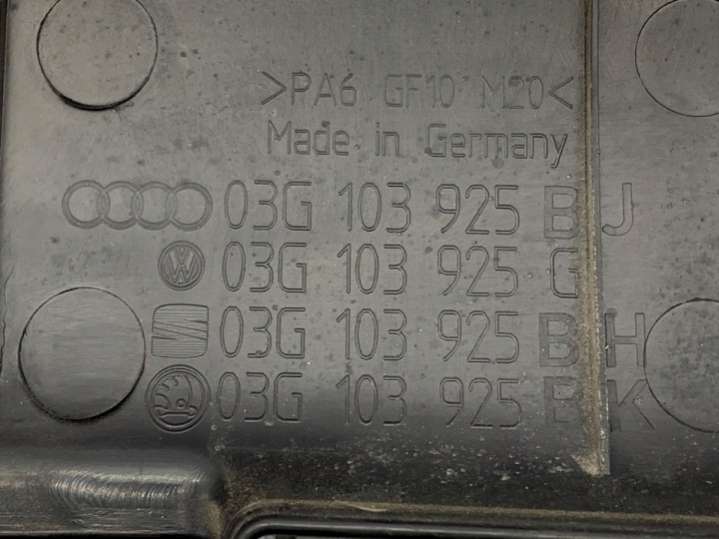 >PA6 GF10 M20<
Made in Germany
03G 103 925 BJ
03G 103 925 G
03G 103 925 BH
03G 103 925 BK